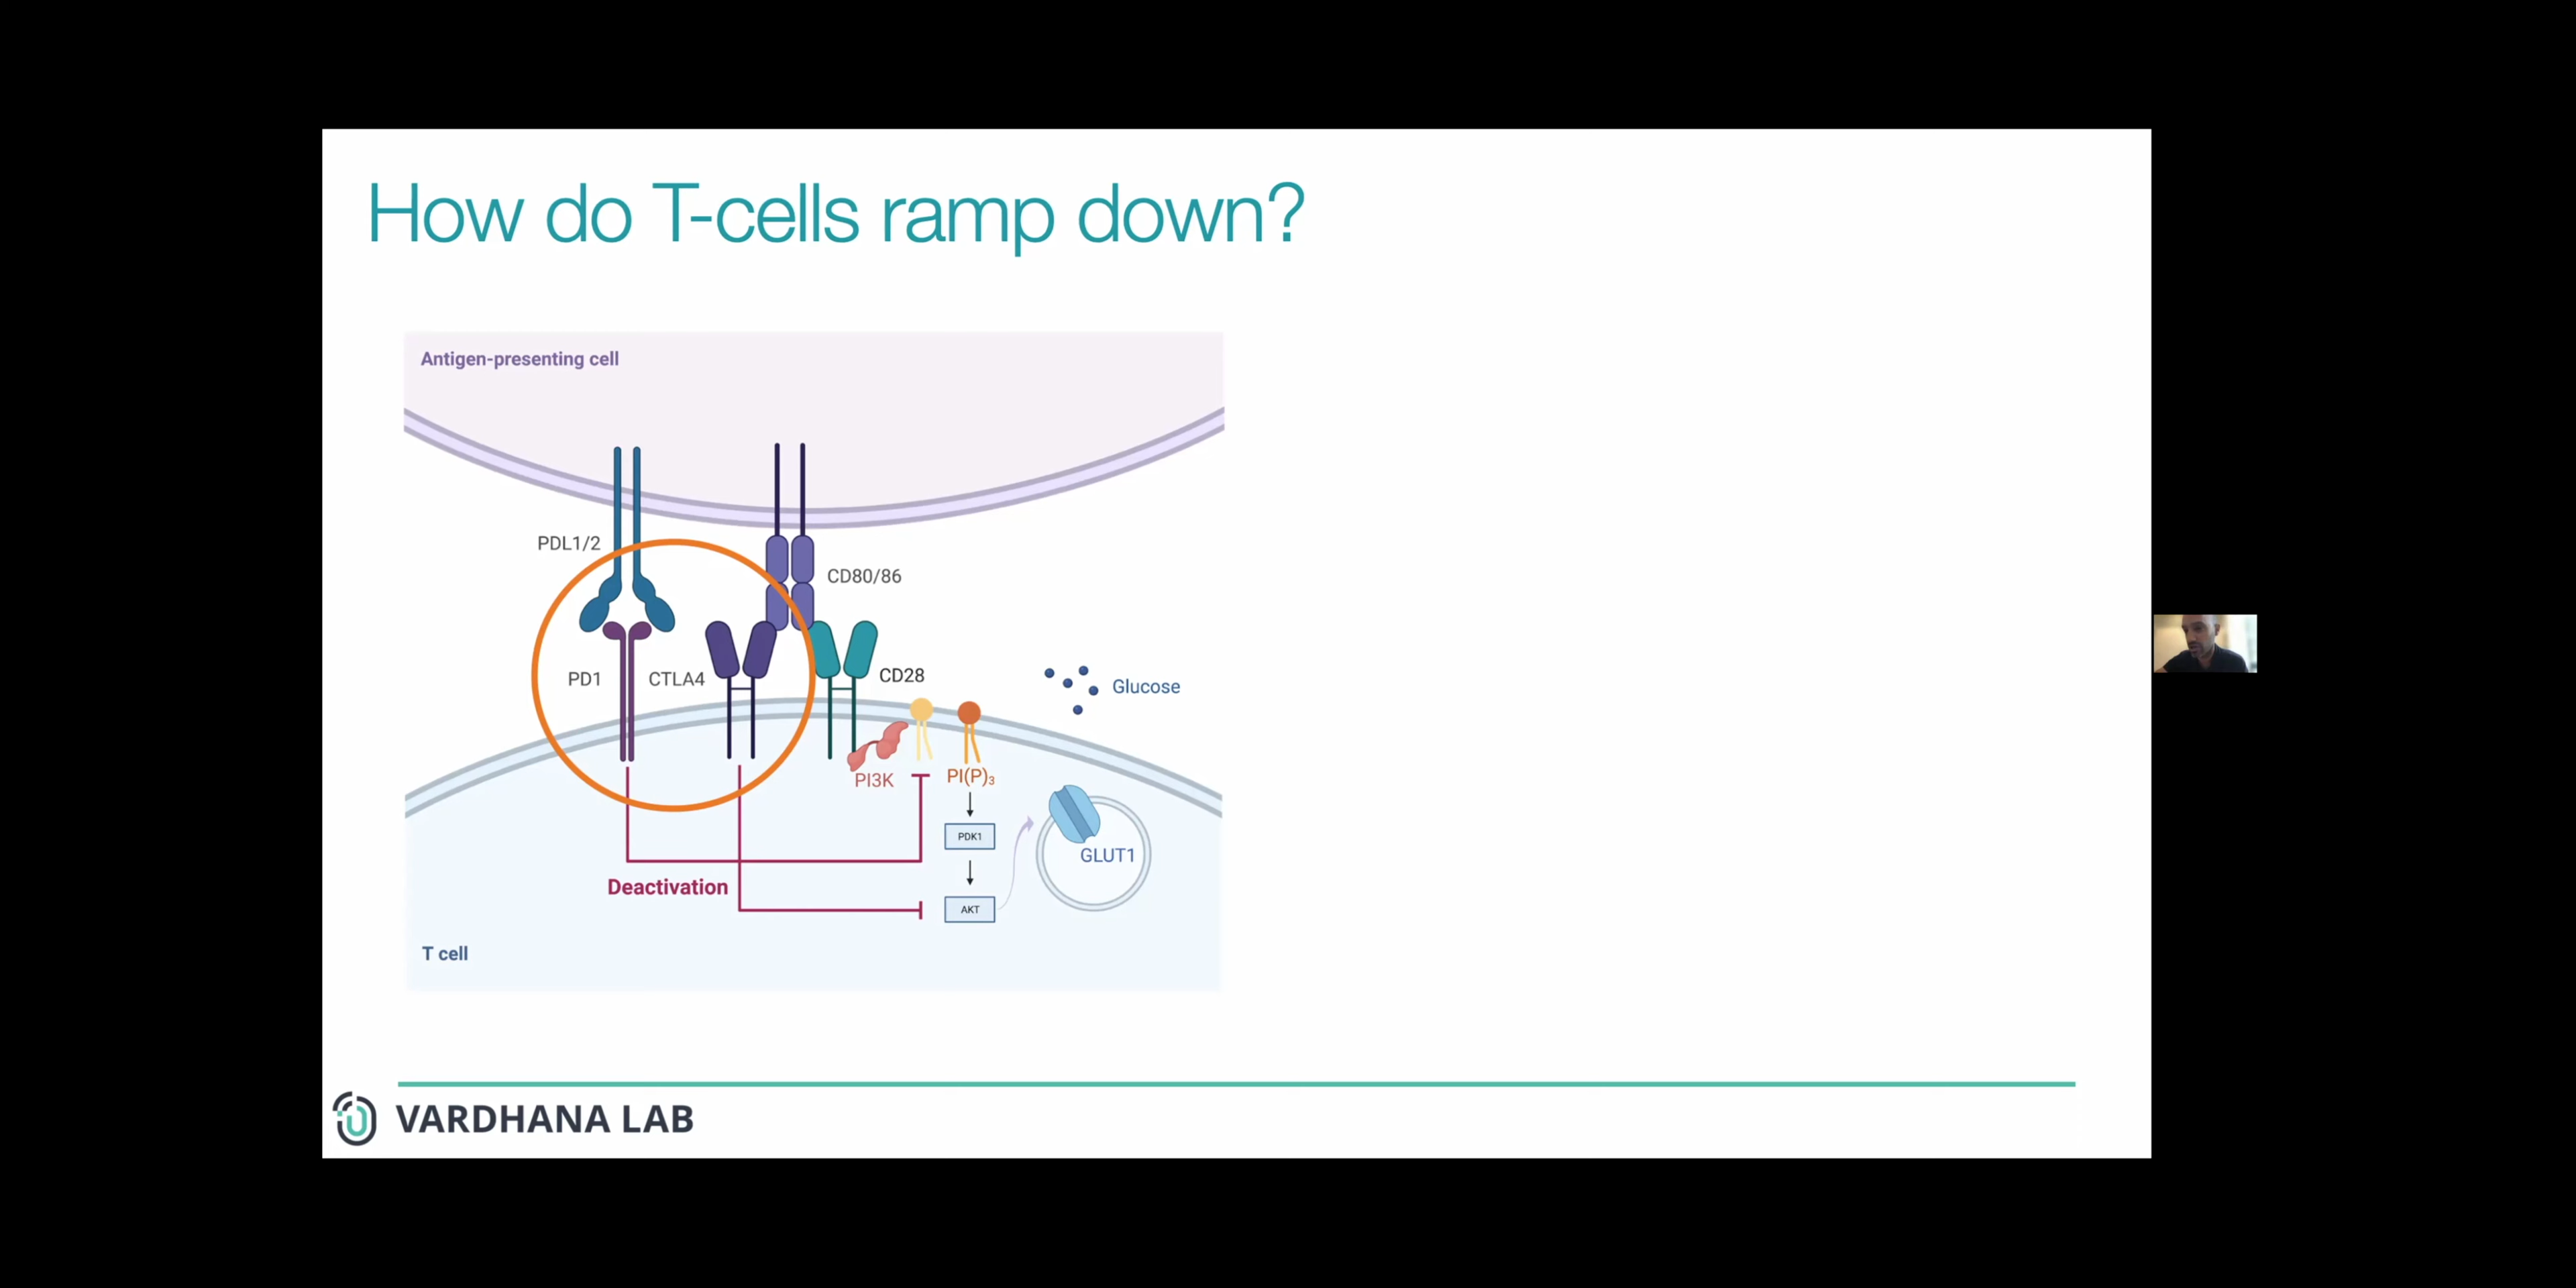 How do T-cells ramp down?
Antigen-presenting cell
PDL1/2
CD80/86
PD1
CTLA4
CD28
Glucose
PI3K
PI(P)₃
PDK1
GLUT1
Deactivation
AKT
T cell
VARDHANA LAB